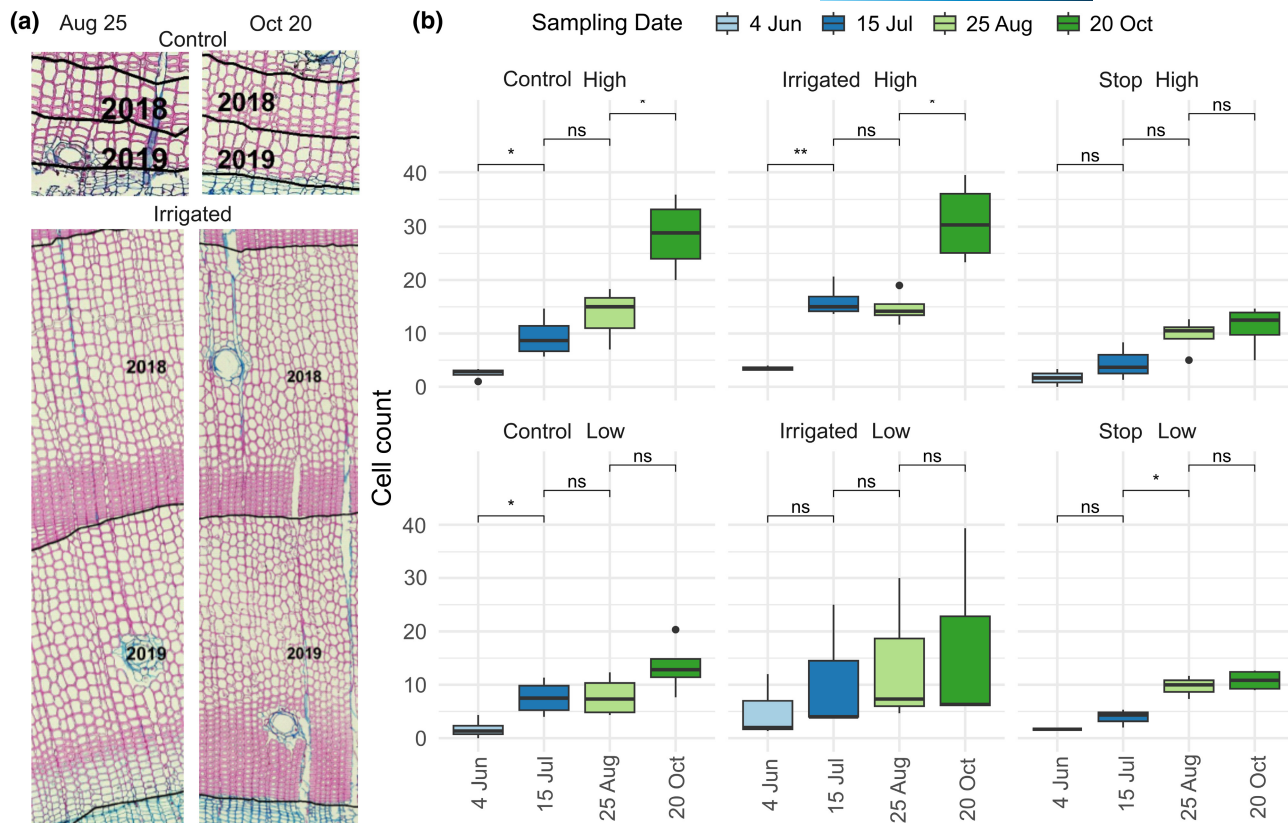 (a) Aug 25 Oct 20
Control
2018 2018
2019 2019
Irrigated
2018 2018
2019 2019
(b) Sampling Date 4 Jun 15 Jul 25 Aug 20 Oct
Control High Irrigated High Stop High
* ns * ** ns * ns ns ns
Cell count
40
30
20
10
0
Control Low Irrigated Low Stop Low
* ns ns ns ns ns ns * ns
40
30
20
10
0
4 Jun 15 Jul 25 Aug 20 Oct 4 Jun 15 Jul 25 Aug 20 Oct 4 Jun 15 Jul 25 Aug 20 Oct